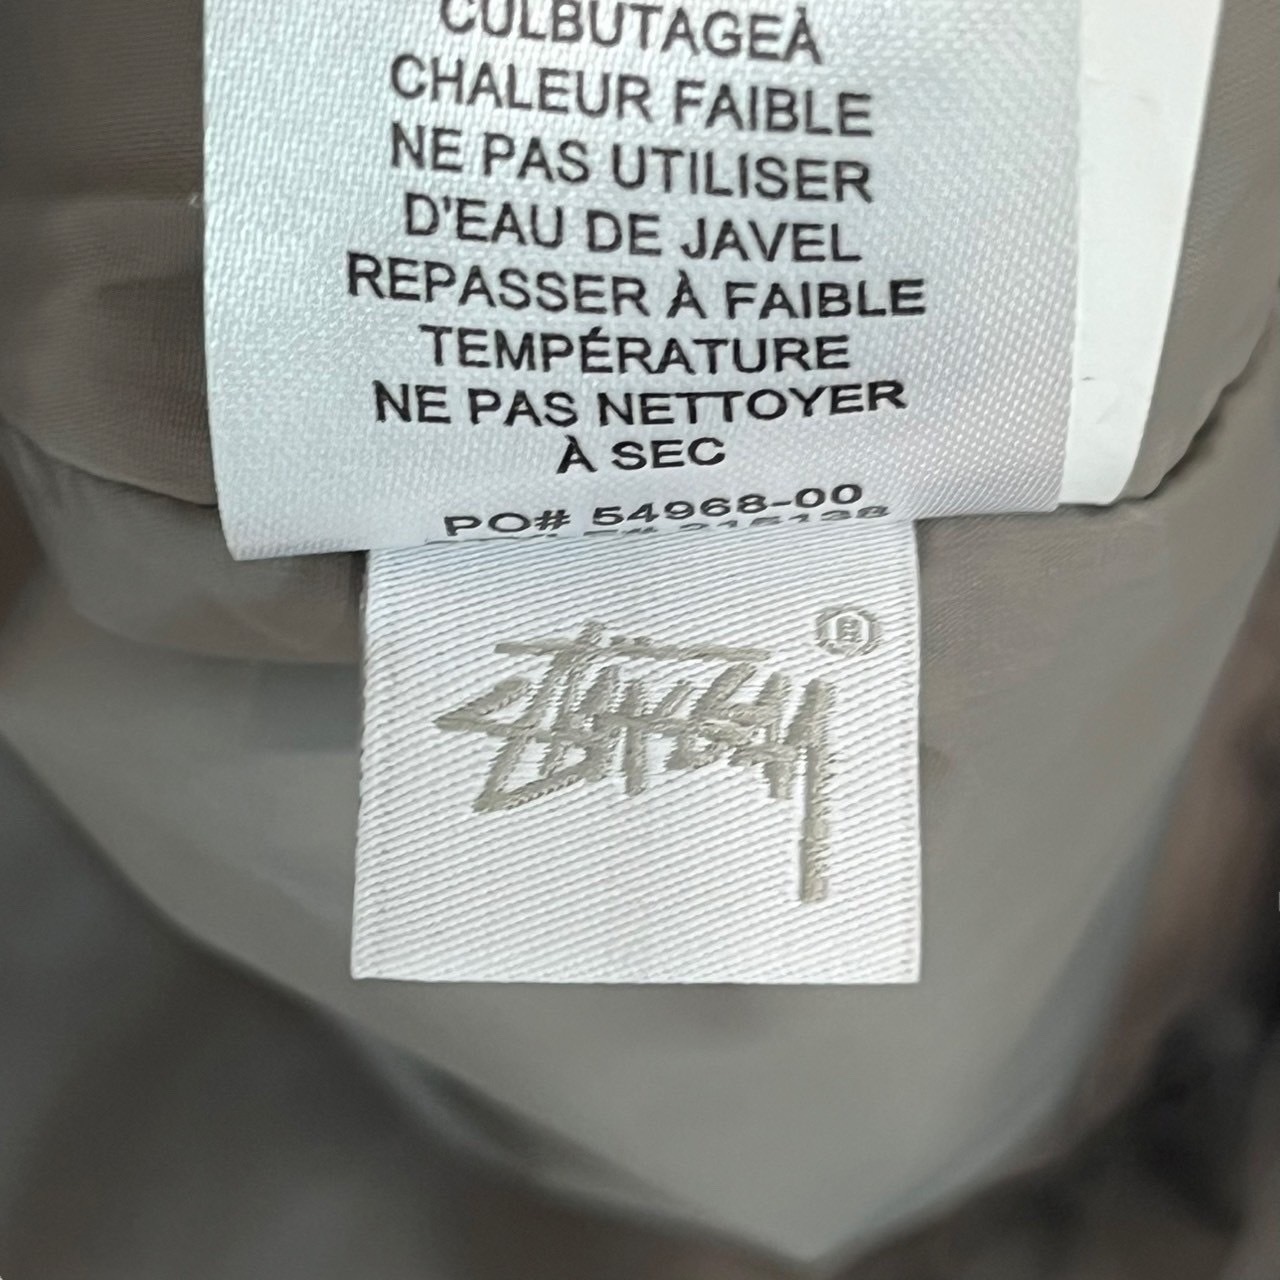 CULBUTAGEÀ
CHALEUR FAIBLE
NE PAS UTILISER
D'EAU DE JAVEL
REPASSER À FAIBLE
TEMPÉRATURE
NE PAS NETTOYER
À SEC
PO# 54968-00
®
STÜSSY